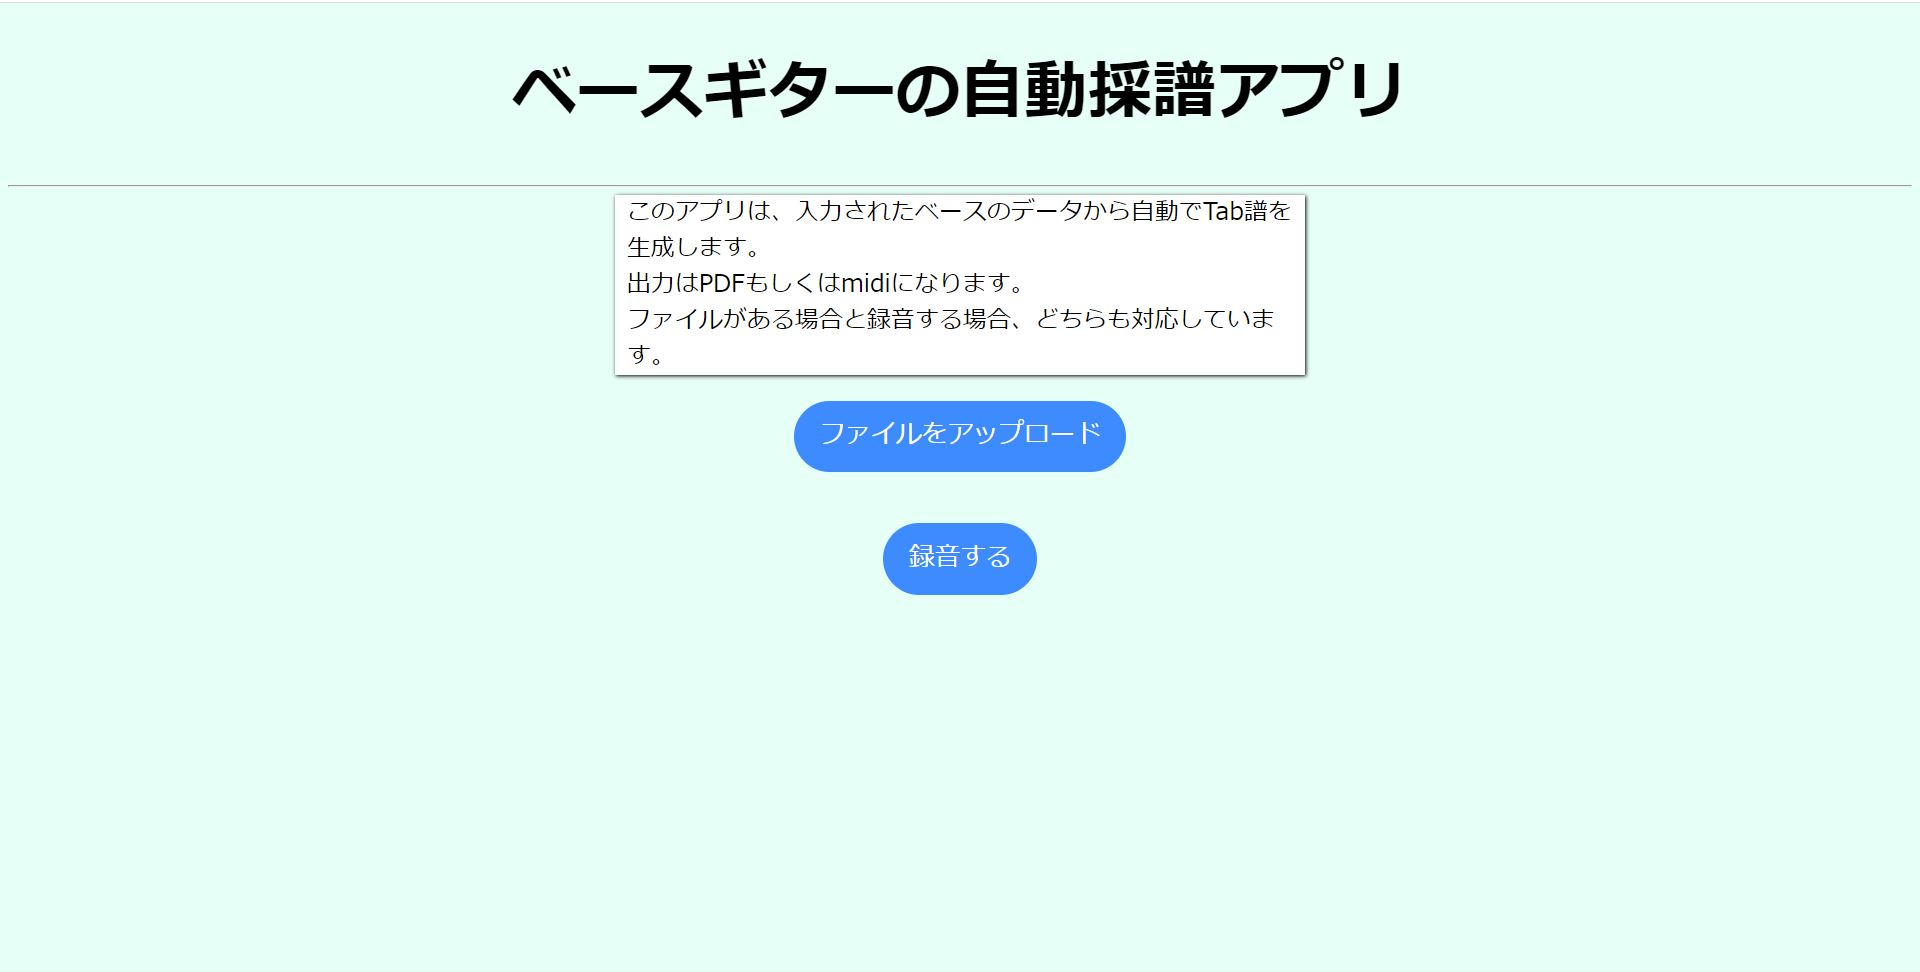 ベースギターの自動採譜アプリ
このアプリは、入力されたベースのデータから自動でTab譜を
生成します。
出力はPDFもしくはmidiになります。
ファイルがある場合と録音する場合、どちらも対応していま
す。
ファイルをアップロード
録音する